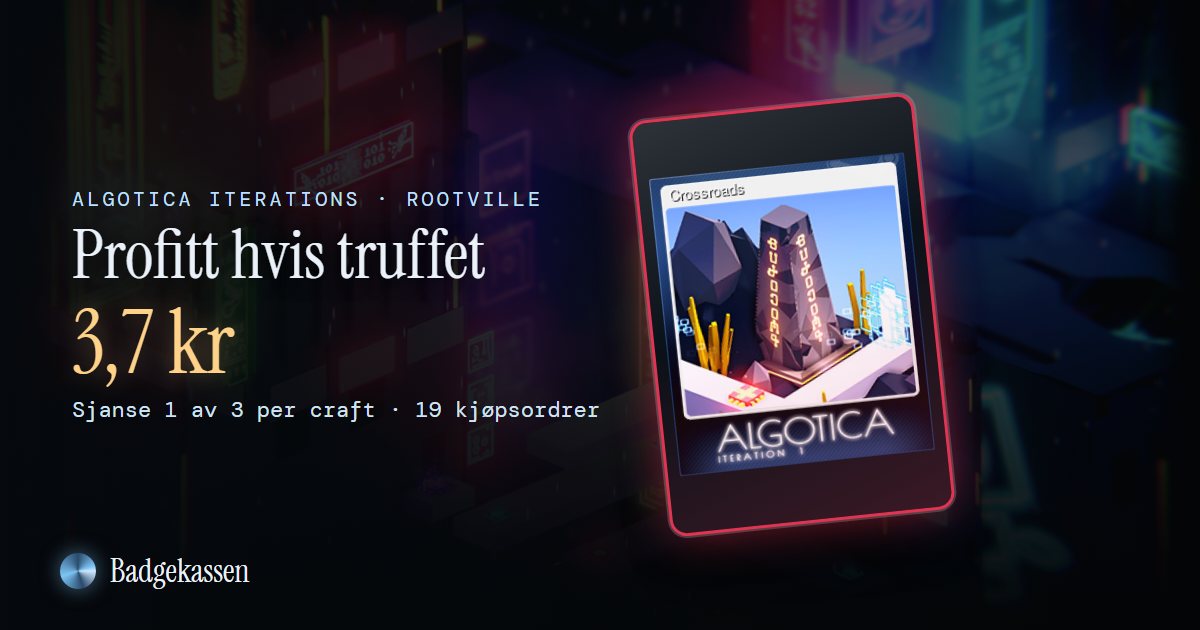 ALGOTICA ITERATIONS · ROOTVILLE
Profitt hvis truffet
3,7 kr
Sjanse 1 av 3 per craft · 19 kjøpsordrer
Badgekassen
Crossroads
ALGOTICA
ITERATION 1